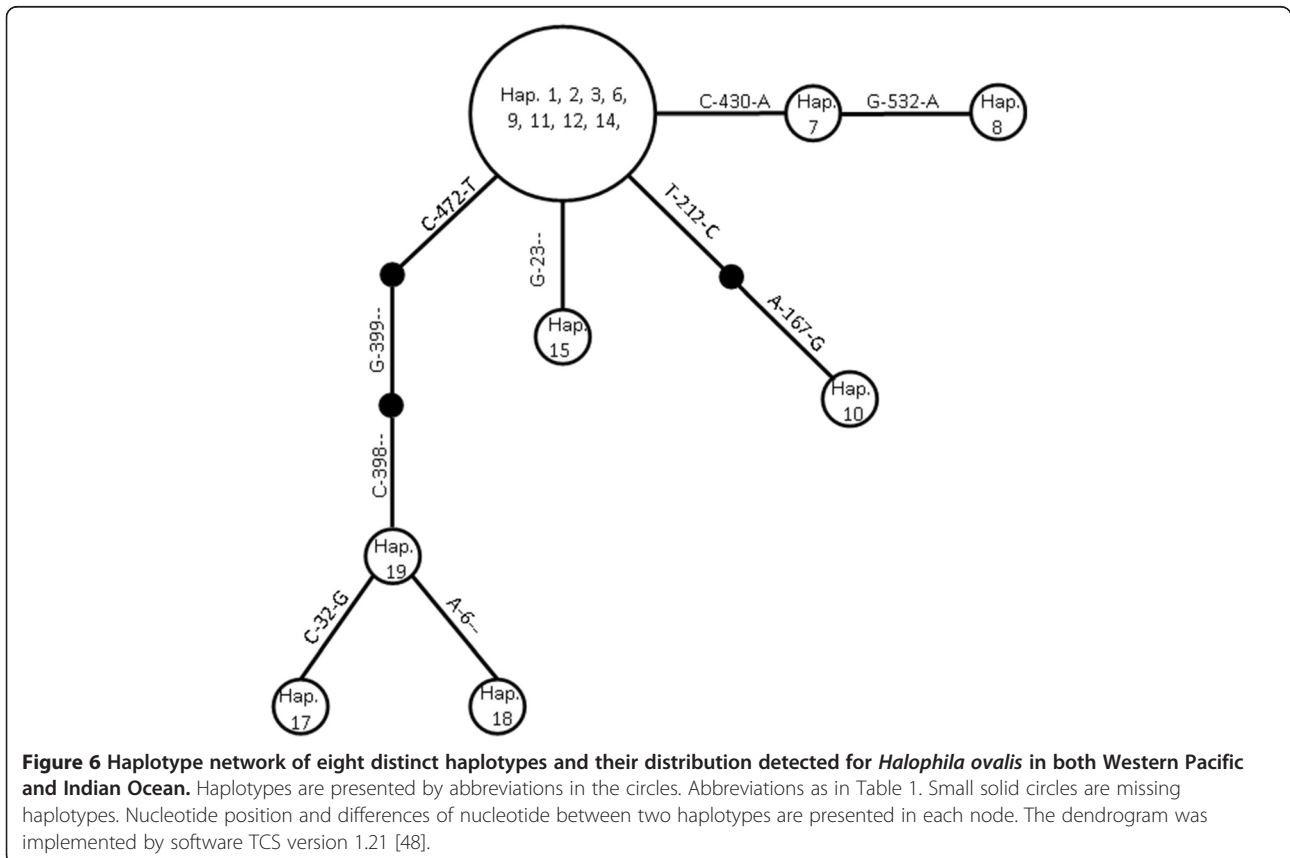 Hap. 1, 2, 3, 6,
9, 11, 12, 14,
C-430-A
Hap.
7
G-532-A
Hap.
8
C-472-T
G-23--
T-212-C
G-399--
Hap.
15
A-167-G
Hap.
10
C-398--
Hap.
19
C-32-G
A-6--
Hap.
17
Hap.
18
Figure 6 Haplotype network of eight distinct haplotypes and their distribution detected for Halophila ovalis in both Western Pacific
and Indian Ocean. Haplotypes are presented by abbreviations in the circles. Abbreviations as in Table 1. Small solid circles are missing
haplotypes. Nucleotide position and differences of nucleotide between two haplotypes are presented in each node. The dendrogram was
implemented by software TCS version 1.21 [48].